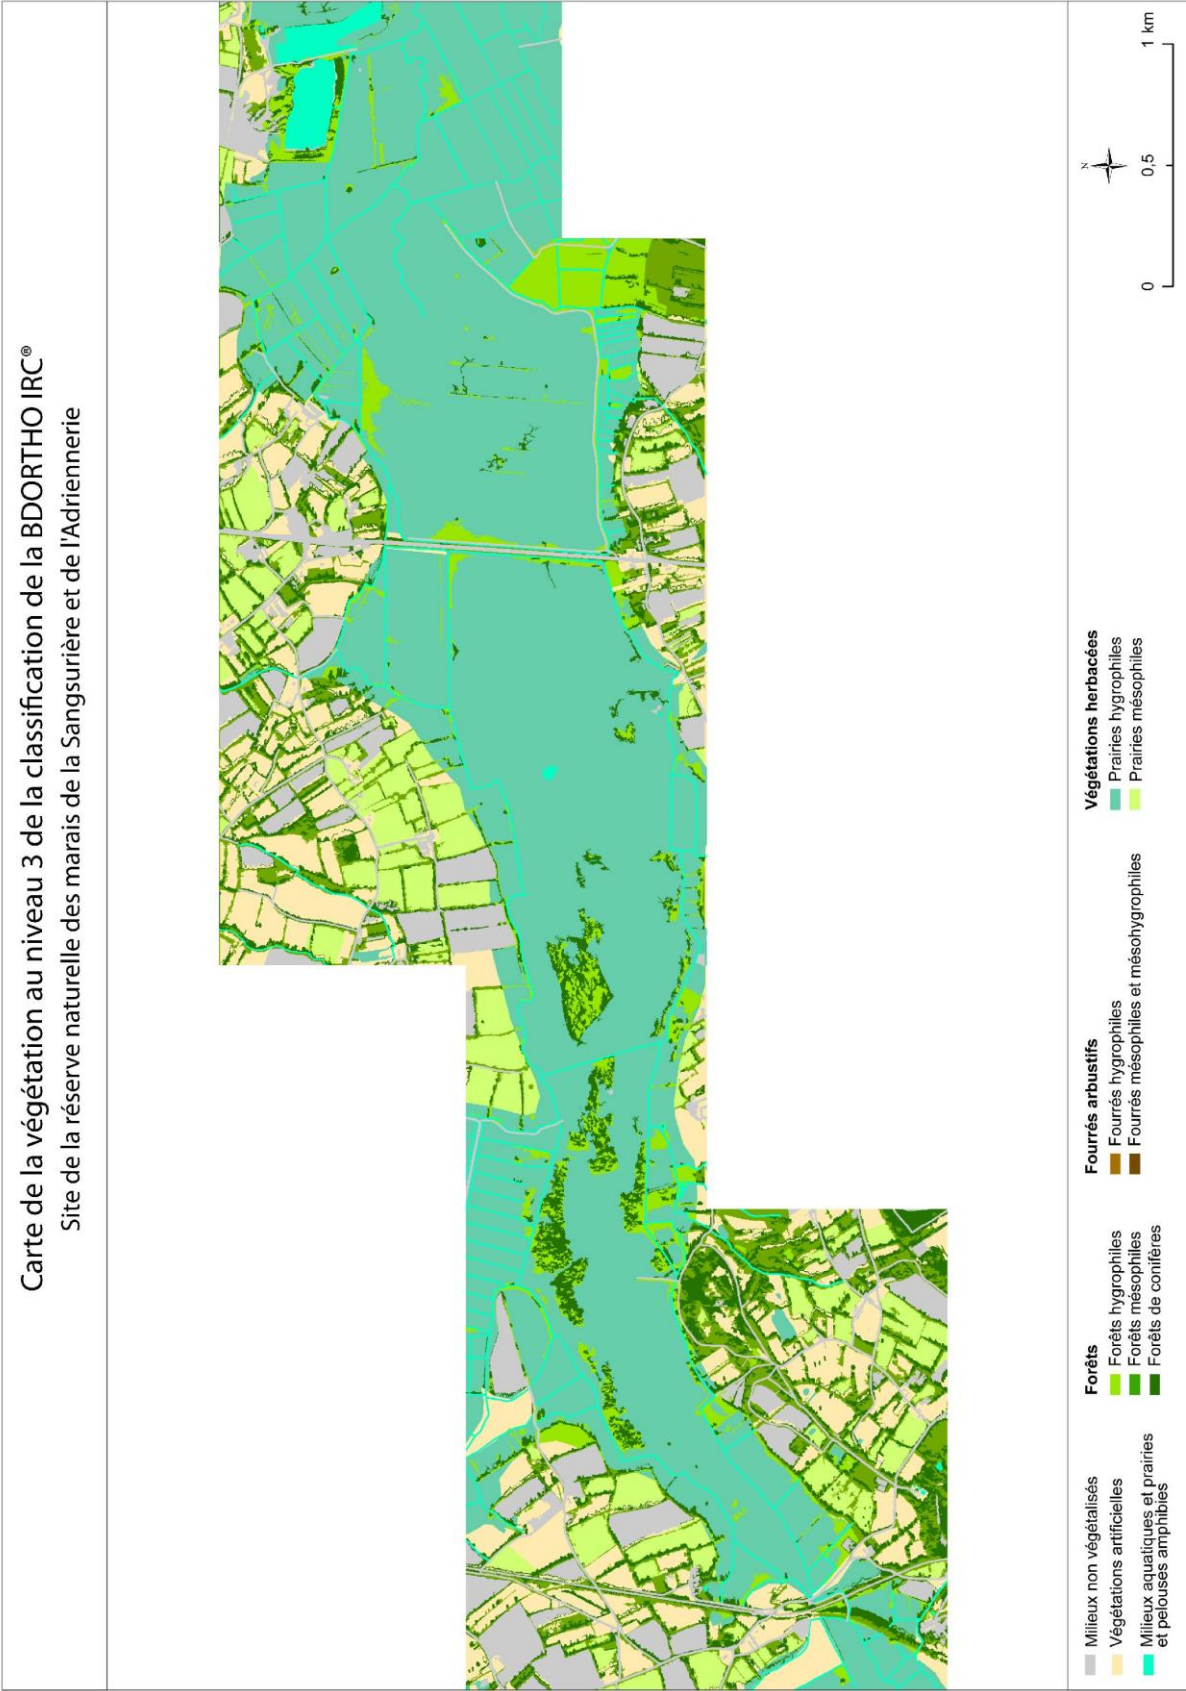 Carte de la végétation au niveau 3 de la classification de la BDORTHO IRC®
Site de la réserve naturelle des marais de la Sangsurière et de l'Adriennerie
Milieux non végétalisés
Végétations artificielles
Milieux aquatiques et prairies
et pelouses amphibies
Forêts
Forêts hygrophiles
Forêts mésophiles
Forêts de conifères
Fourrés arbustifs
Fourrés hygrophiles
Fourrés mésophiles et mésohygrophiles
Végétations herbacées
Prairies hygrophiles
Prairies mésophiles
N
0
0,5
1 km